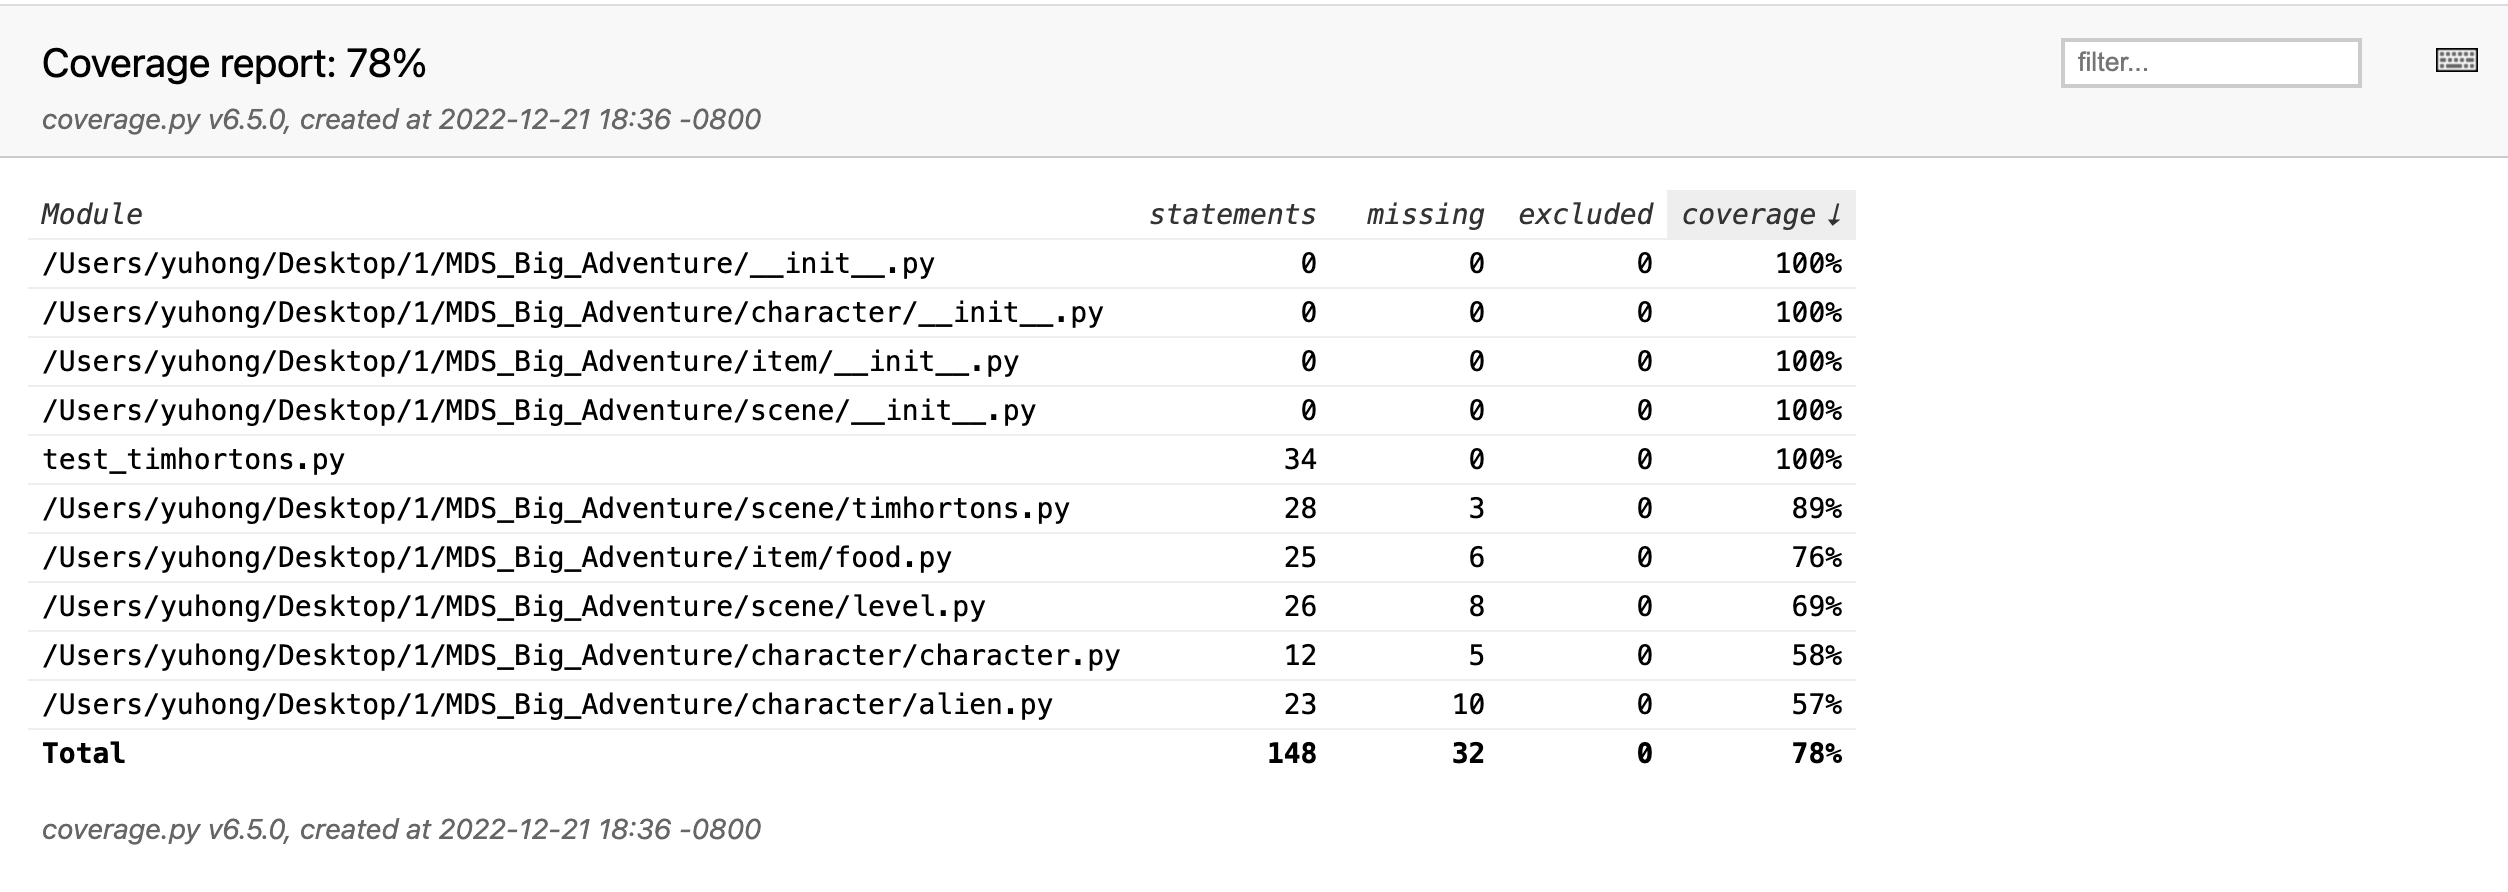 Coverage report: 78%
filter...
coverage.py v6.5.0, created at 2022-12-21 18:36 -0800
Module statements missing excluded coverage ↓
/Users/yuhong/Desktop/1/MDS_Big_Adventure/__init__.py 0 0 0 100%
/Users/yuhong/Desktop/1/MDS_Big_Adventure/character/__init__.py 0 0 0 100%
/Users/yuhong/Desktop/1/MDS_Big_Adventure/item/__init__.py 0 0 0 100%
/Users/yuhong/Desktop/1/MDS_Big_Adventure/scene/__init__.py 0 0 0 100%
test_timhortons.py 34 0 0 100%
/Users/yuhong/Desktop/1/MDS_Big_Adventure/scene/timhortons.py 28 3 0 89%
/Users/yuhong/Desktop/1/MDS_Big_Adventure/item/food.py 25 6 0 76%
/Users/yuhong/Desktop/1/MDS_Big_Adventure/scene/level.py 26 8 0 69%
/Users/yuhong/Desktop/1/MDS_Big_Adventure/character/character.py 12 5 0 58%
/Users/yuhong/Desktop/1/MDS_Big_Adventure/character/alien.py 23 10 0 57%
Total 148 32 0 78%
coverage.py v6.5.0, created at 2022-12-21 18:36 -0800